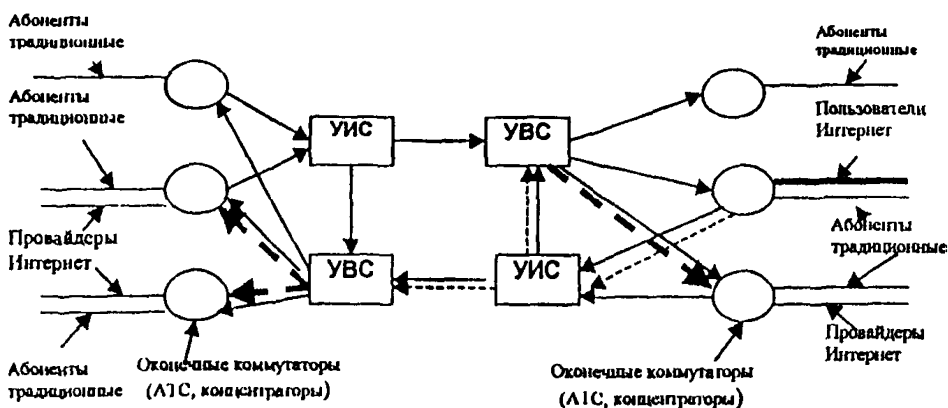 Абоненты
традиционные
Абоненты
традиционные
Провайдеры
Интернет
Абоненты
традиционные
УИС
УВС
УВС
УИС
Оконечные коммутаторы
(АТС, концентраторы)
Абоненты
традиционные
Пользователи
Интернет
Абоненты
традиционные
Провайдеры
Интернет
Оконечные коммутаторы
(АТС, концентраторы)